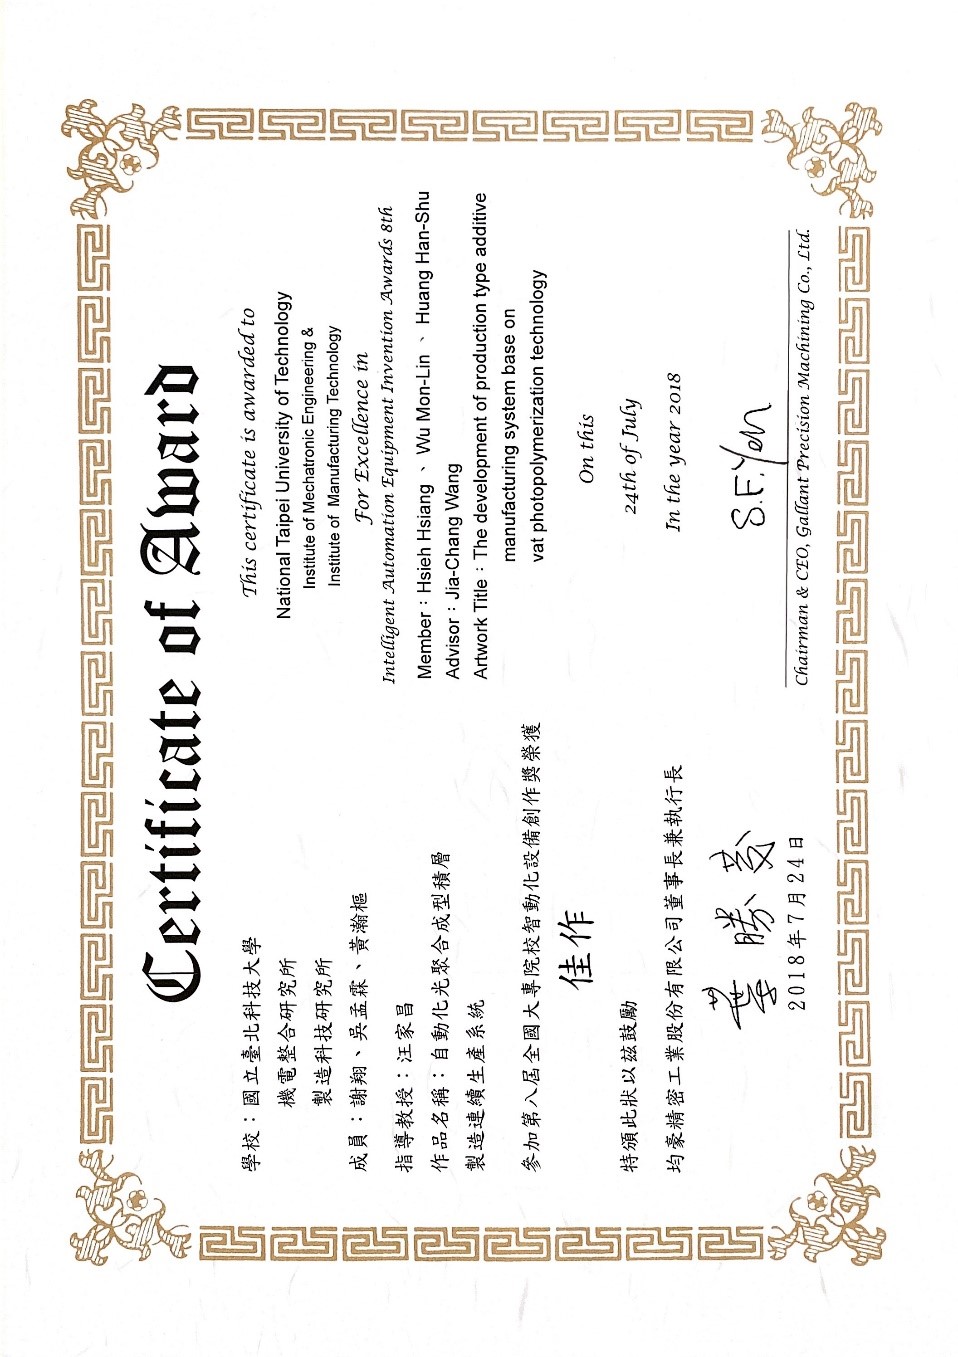 Certificate of Award
學校：國立臺北科技大學
機電整合研究所
製造科技研究所
成員：謝翔、吳孟霖、黃瀚樞
指導教授：汪家昌
作品名稱：自動化光聚合成型積層
製造連續生產系統
參加第八屆全國大專院校智動化設備創作獎榮獲
佳作
特頒此狀以茲鼓勵
均豪精密工業股份有限公司董事長兼執行長
葉勝茂
2018年7月24日
This certificate is awarded to
National Taipei University of Technology
Institute of Mechatronic Engineering &
Institute of Manufacturing Technology
For Excellence in
Intelligent Automation Equipment Invention Awards 8th
Member：Hsieh Hsiang 、 Wu Mon-Lin 、 Huang Han-Shu
Advisor：Jia-Chang Wang
Artwork Title：The development of production type additive
manufacturing system base on
vat photopolymerization technology
On this
24th of July
In the year 2018
S.F. Yeh
Chairman & CEO, Gallant Precision Machining Co., Ltd.